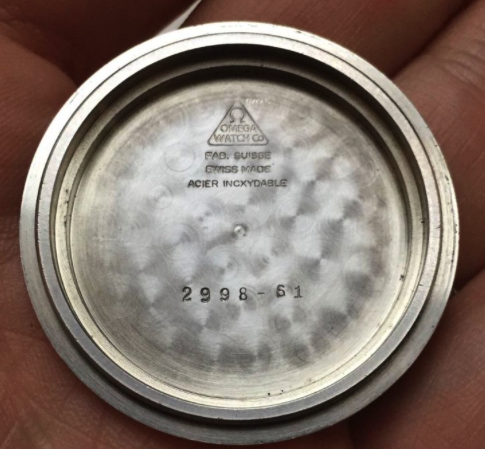 Ω
OMEGA
WATCH Co
FAB. SUISSE
SWISS MADE
ACIER INOXYDABLE
2998-61